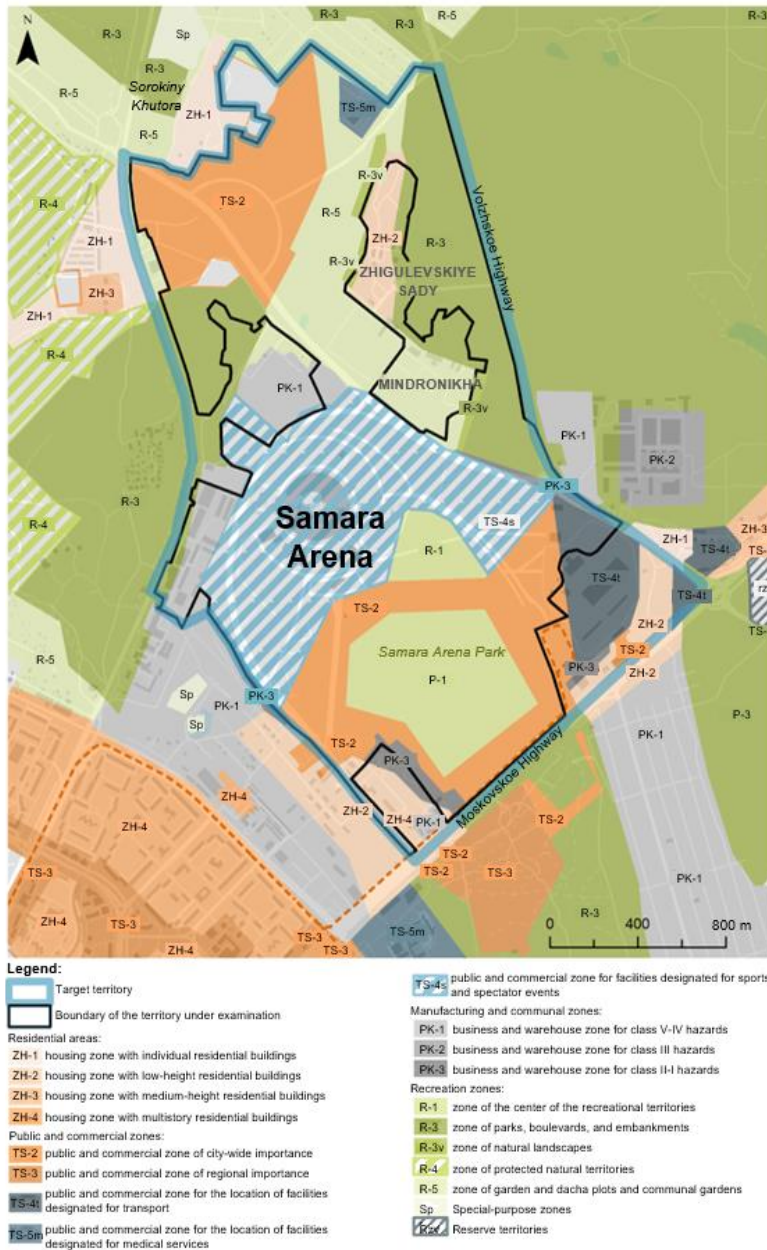 N
R-3
R-5
R-3
Sp
R-3
R-3
R-3
Sorokiny
Khutora
R-5
ZH-1
TS-5m
R-5
R-3v
TS-2
R-5
R-4
Volzhskoe Highway
ZH-2
R-3
ZH-1
R-3v
ZHIGULEVSKIYE
SADY
ZH-3
ZH-1
R-4
PK-1
MINDRONIKHA
R-3v
PK-1
PK-2
R-3
PK-3
Samara
Arena
TS-4s
R-4
ZH-1
TS-4t
ZH-3
R-1
TS-4t
TS-4t
TS-2
ZH-2
TS-2
Samara Arena Park
R-5
PK-3
ZH-2
P-1
Sp
PK-3
PK-1
Sp
PK-1
P-3
TS-2
Moskovskoe Highway
PK-3
ZH-4
ZH-2
ZH-4
ZH-4
PK-1
TS-2
TS-2
TS-2
TS-3
TS-3
PK-1
TS-3
ZH-4
TS-3
R-3
0 400 800 m
ZH-4
TS-3
TS-5m
Legend:
Target territory
Boundary of the territory under examination
Residential areas:
ZH-1 housing zone with individual residential buildings
ZH-2 housing zone with low-height residential buildings
ZH-3 housing zone with medium-height residential buildings
ZH-4 housing zone with multistory residential buildings
Public and commercial zones:
TS-2 public and commercial zone of city-wide importance
TS-3 public and commercial zone of regional importance
TS-4t public and commercial zone for the location of facilities
designated for transport
TS-5m public and commercial zone for the location of facilities
designated for medical services
TS-4s public and commercial zone for facilities designated for sports
and spectator events
Manufacturing and communal zones:
PK-1 business and warehouse zone for class V-IV hazards
PK-2 business and warehouse zone for class III hazards
PK-3 business and warehouse zone for class II-I hazards
Recreation zones:
R-1 zone of the center of the recreational territories
R-3 zone of parks, boulevards, and embankments
R-3v zone of natural landscapes
R-4 zone of protected natural territories
R-5 zone of garden and dacha plots and communal gardens
Sp Special-purpose zones
Rzv Reserve territories